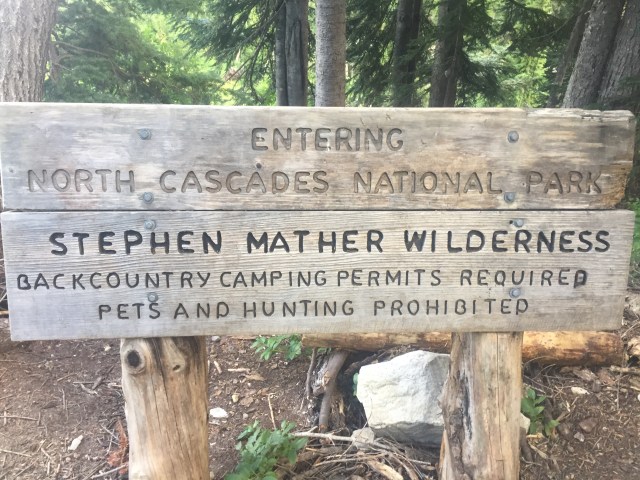 ENTERING
NORTH CASCADES NATIONAL PARK
STEPHEN MATHER WILDERNESS
BACKCOUNTRY CAMPING PERMITS REQUIRED
PETS AND HUNTING PROHIBITED